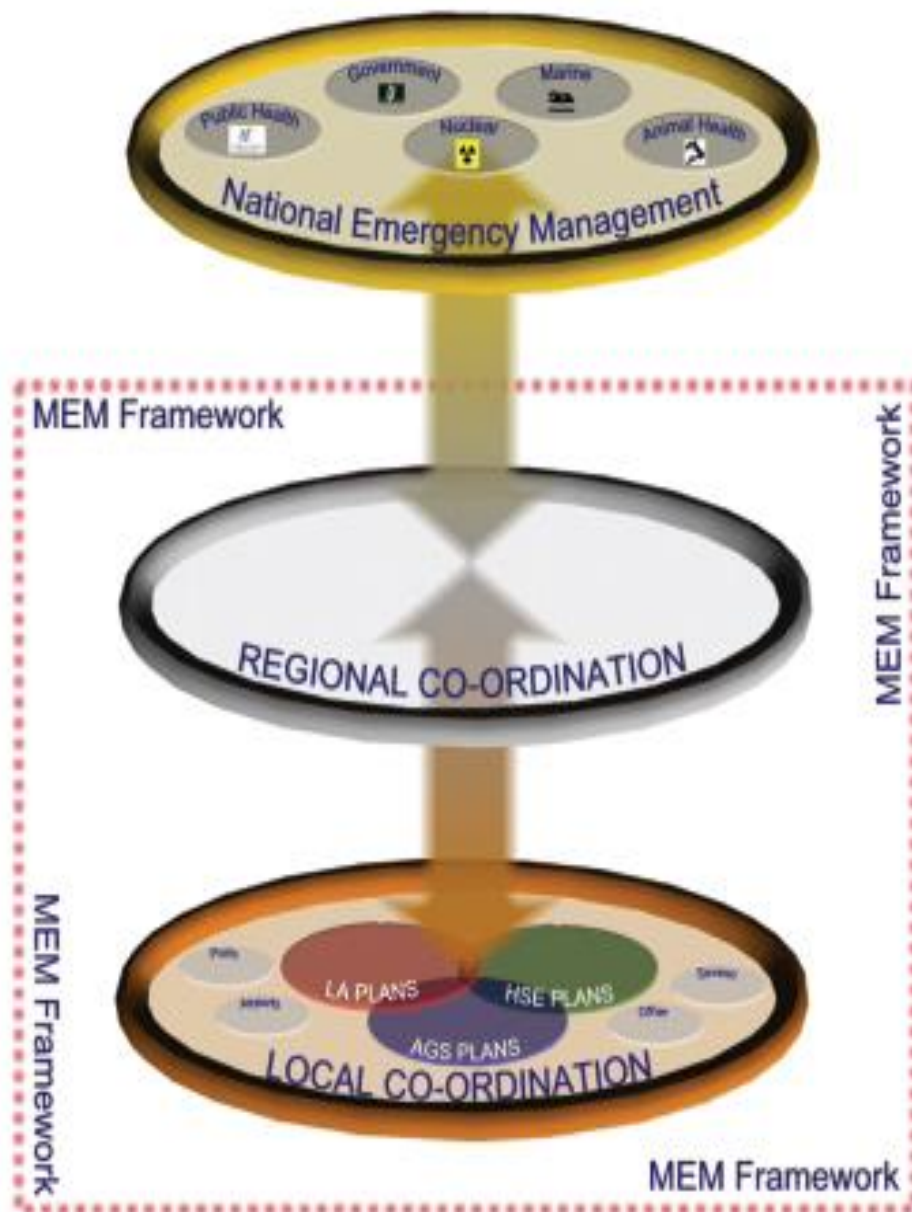 Government
Marine
Public Health
Nuclear
Animal Health
National Emergency Management
MEM Framework
MEM Framework
REGIONAL CO-ORDINATION
MEM Framework
LA PLANS
HSE PLANS
Other
AGS PLANS
LOCAL CO-ORDINATION
MEM Framework